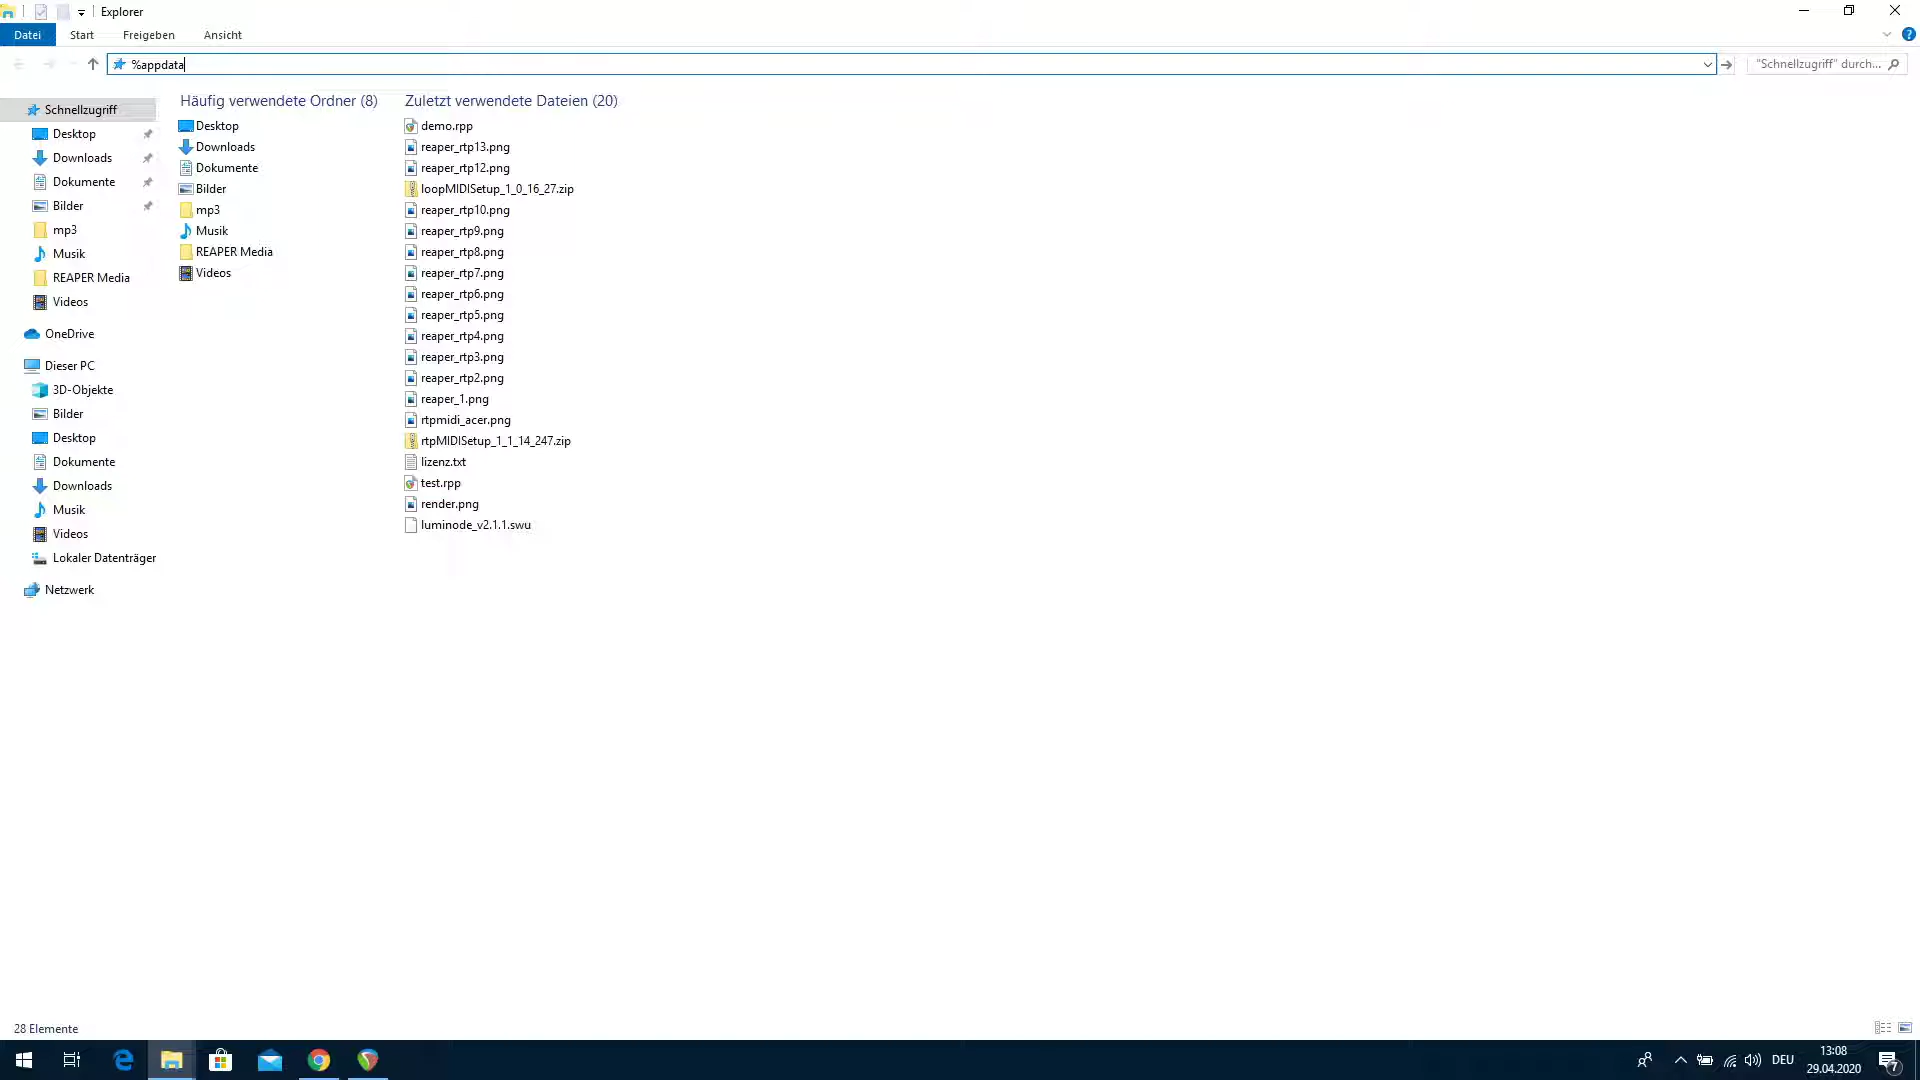 Explorer
Datei Start Freigeben Ansicht
%appdata
"Schnellzugriff" durch...
Schnellzugriff
Desktop
Downloads
Dokumente
Bilder
mp3
Musik
REAPER Media
Videos
OneDrive
Dieser PC
3D-Objekte
Bilder
Desktop
Dokumente
Downloads
Musik
Videos
Lokaler Datenträger
Netzwerk
Häufig verwendete Ordner (8)
Desktop
Downloads
Dokumente
Bilder
mp3
Musik
REAPER Media
Videos
Zuletzt verwendete Dateien (20)
demo.rpp
reaper_rtp13.png
reaper_rtp12.png
loopMIDISetup_1_0_16_27.zip
reaper_rtp10.png
reaper_rtp9.png
reaper_rtp8.png
reaper_rtp7.png
reaper_rtp6.png
reaper_rtp5.png
reaper_rtp4.png
reaper_rtp3.png
reaper_rtp2.png
reaper_1.png
rtpmidi_acer.png
rtpMIDISetup_1_1_14_247.zip
lizenz.txt
test.rpp
render.png
luminode_v2.1.1.swu
28 Elemente
DEU
13:08
29.04.2020
7